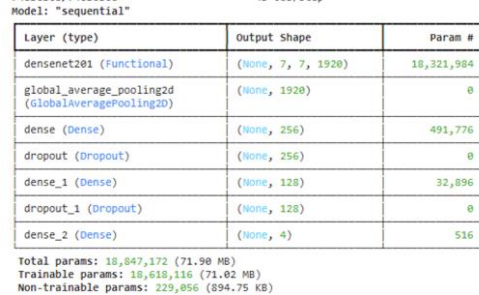 Model: "sequential"
Layer (type) Output Shape Param #
densenet201 (Functional) (None, 7, 7, 1920) 18,321,984
global_average_pooling2d (None, 1920) 0
(GlobalAveragePooling2D)
dense (Dense) (None, 256) 491,776
dropout (Dropout) (None, 256) 0
dense_1 (Dense) (None, 128) 32,896
dropout_1 (Dropout) (None, 128) 0
dense_2 (Dense) (None, 4) 516
Total params: 18,847,172 (71.90 MB)
Trainable params: 18,618,116 (71.02 MB)
Non-trainable params: 229,056 (894.75 KB)